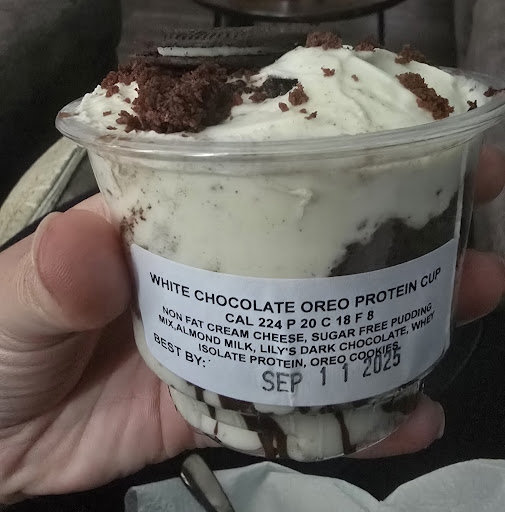 WHITE CHOCOLATE OREO PROTEIN CUP
CAL 224 P 20 C 18 F 8
NON FAT CREAM CHEESE, SUGAR FREE PUDDING
MIX,ALMOND MILK, LILY'S DARK CHOCOLATE, WHEY
ISOLATE PROTEIN, OREO COOKIES
BEST BY:
SEP 11 2025